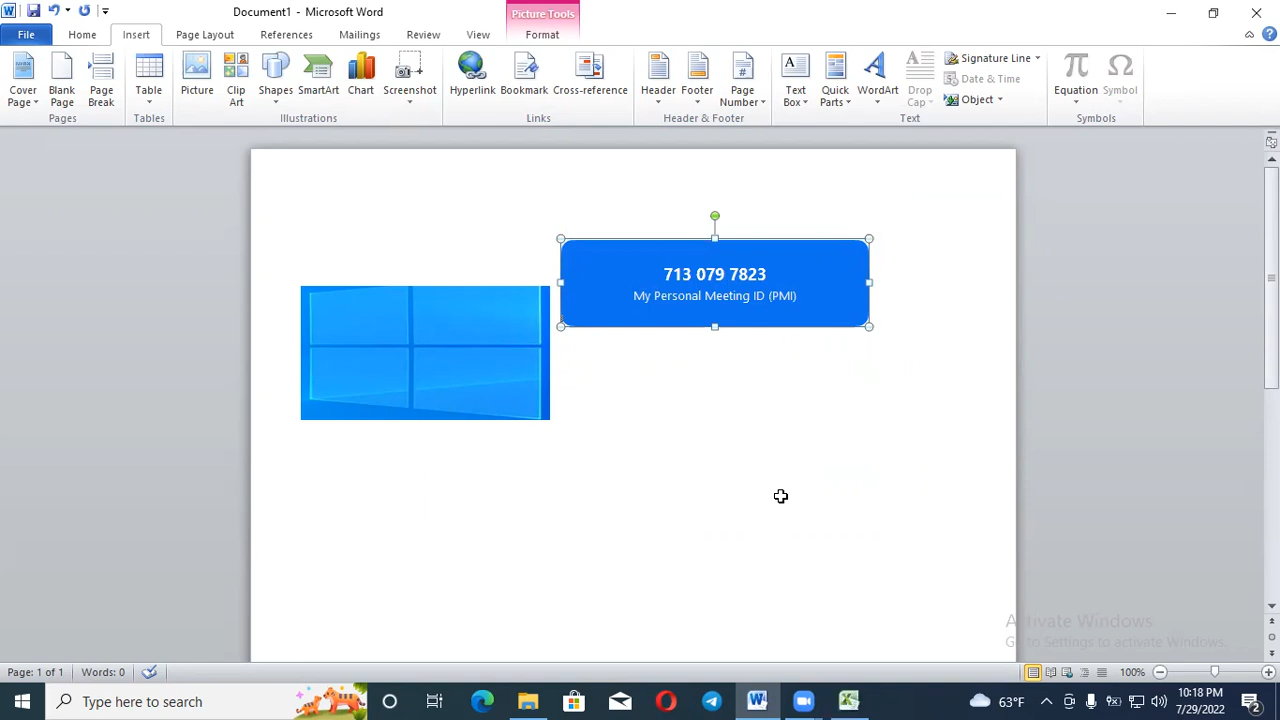 Document1 - Microsoft Word
Picture Tools
File
Home
Insert
Page Layout
References
Mailings
Review
View
Format
Cover Page
Blank Page
Page Break
Table
Picture
Clip Art
Shapes
SmartArt
Chart
Screenshot
Hyperlink
Bookmark
Cross-reference
Header
Footer
Page Number
Text Box
Quick Parts
WordArt
Drop Cap
Signature Line
Date & Time
Object
Equation
Symbol
Pages
Tables
Illustrations
Links
Header & Footer
Text
Symbols
713 079 7823
My Personal Meeting ID (PMI)
Activate Windows
Go to Settings to activate Windows.
Page: 1 of 1
Words: 0
100%
Type here to search
63°F
10:18 PM
7/29/2022
2